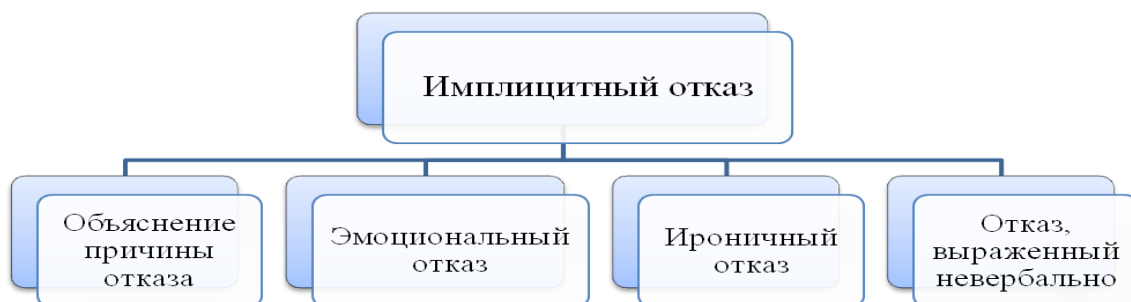 Имплицитный отказ
Объяснение
причины
отказа
Эмоциональный
отказ
Ироничный
отказ
Отказ,
выраженный
невербально